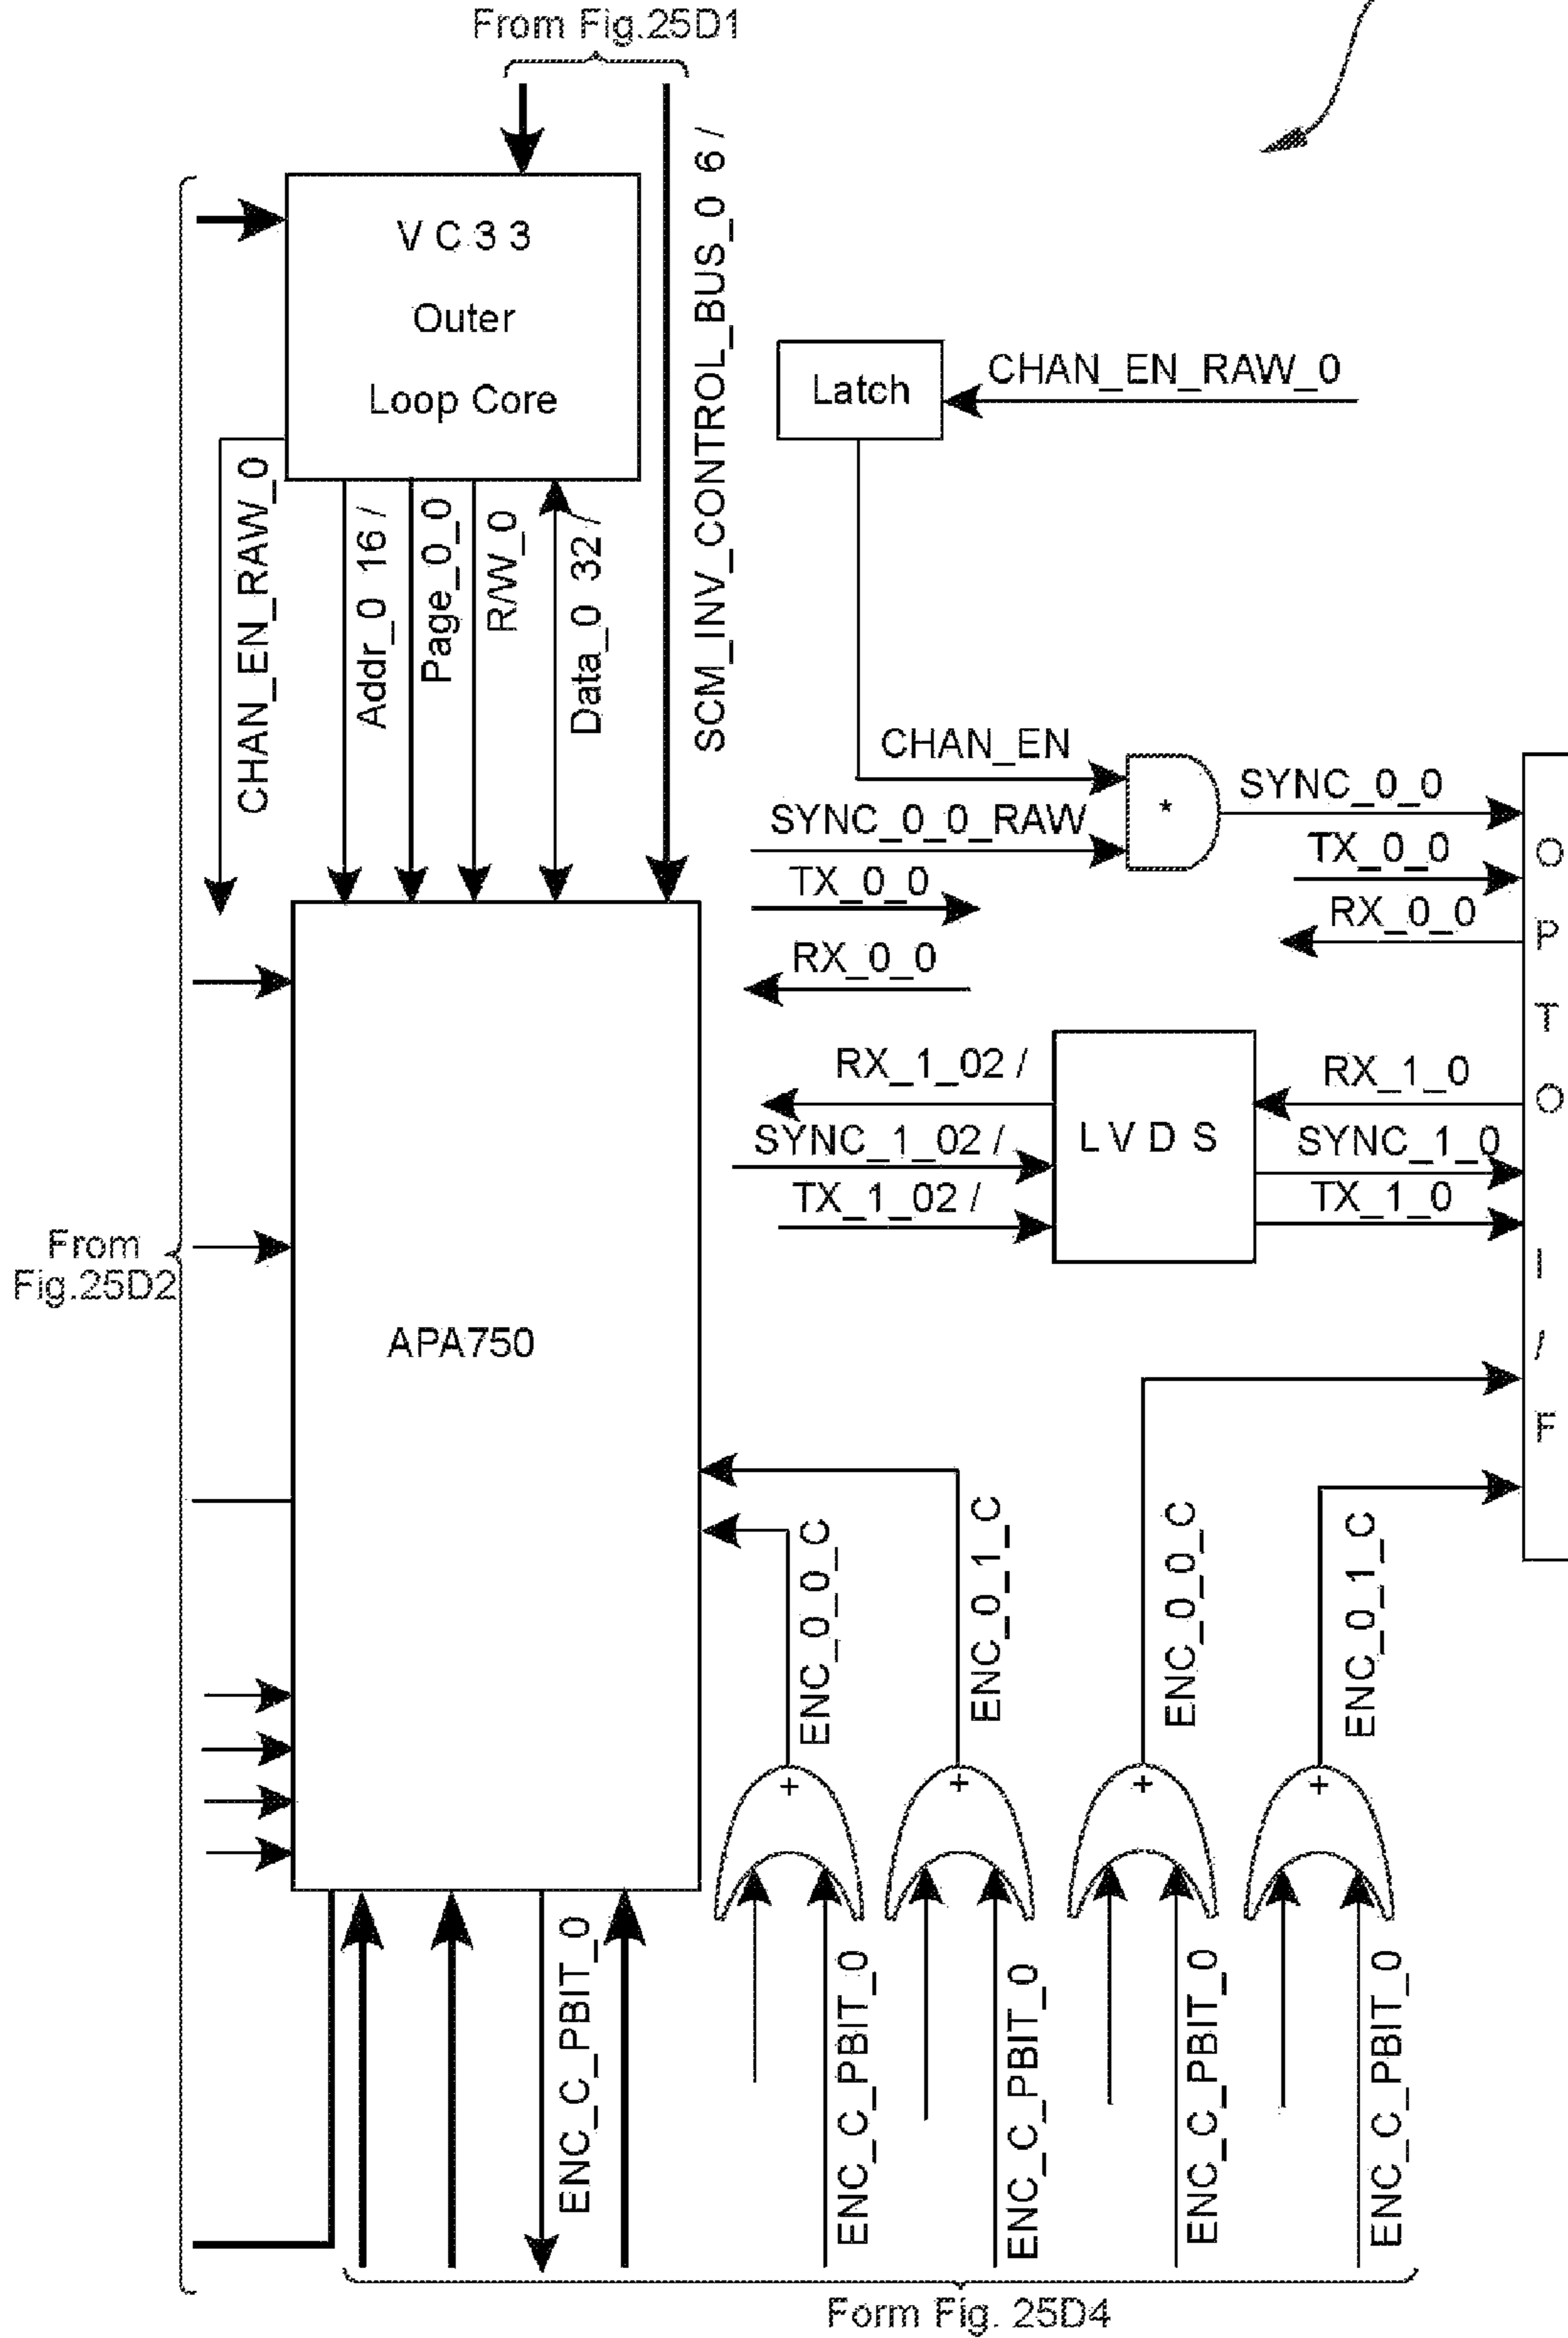 From Fig.25D1
V C 3 3
Outer
Loop Core
SCM_INV_CONTROL_BUS_0 6 /
CHAN_EN_RAW_0
Addr_0 16 /
Page_0_0
R/W_0
Data_0 32 /
Latch
CHAN_EN_RAW_0
CHAN_EN
SYNC_0_0_RAW
*
SYNC_0_0
TX_0_0
RX_0_0
TX_0_0
RX_0_0
RX_1_02 /
SYNC_1_02 /
TX_1_02 /
L V D S
RX_1_0
SYNC_1_0
TX_1_0
O
P
T
O
I
/
F
From
Fig.25D2
APA750
ENC_0_0_C
ENC_0_1_C
ENC_0_0_C
ENC_0_1_C
+
+
+
+
ENC_C_PBIT_0
ENC_C_PBIT_0
ENC_C_PBIT_0
ENC_C_PBIT_0
ENC_C_PBIT_0
Form Fig. 25D4